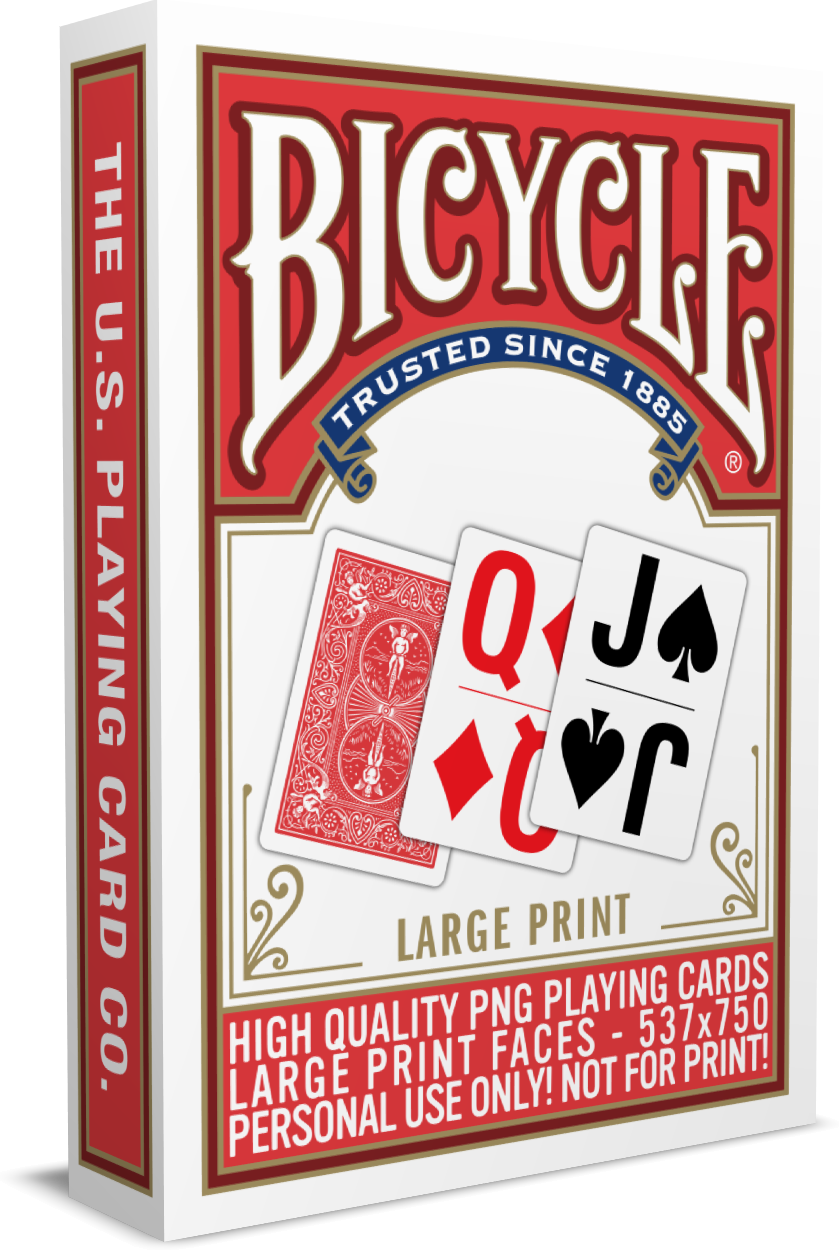 THE U.S. PLAYING CARD CO.
BICYCLE
®
TRUSTED SINCE 1885
Q
Q
J
J
LARGE PRINT
HIGH QUALITY PNG PLAYING CARDS
LARGE PRINT FACES - 537x750
PERSONAL USE ONLY! NOT FOR PRINT!